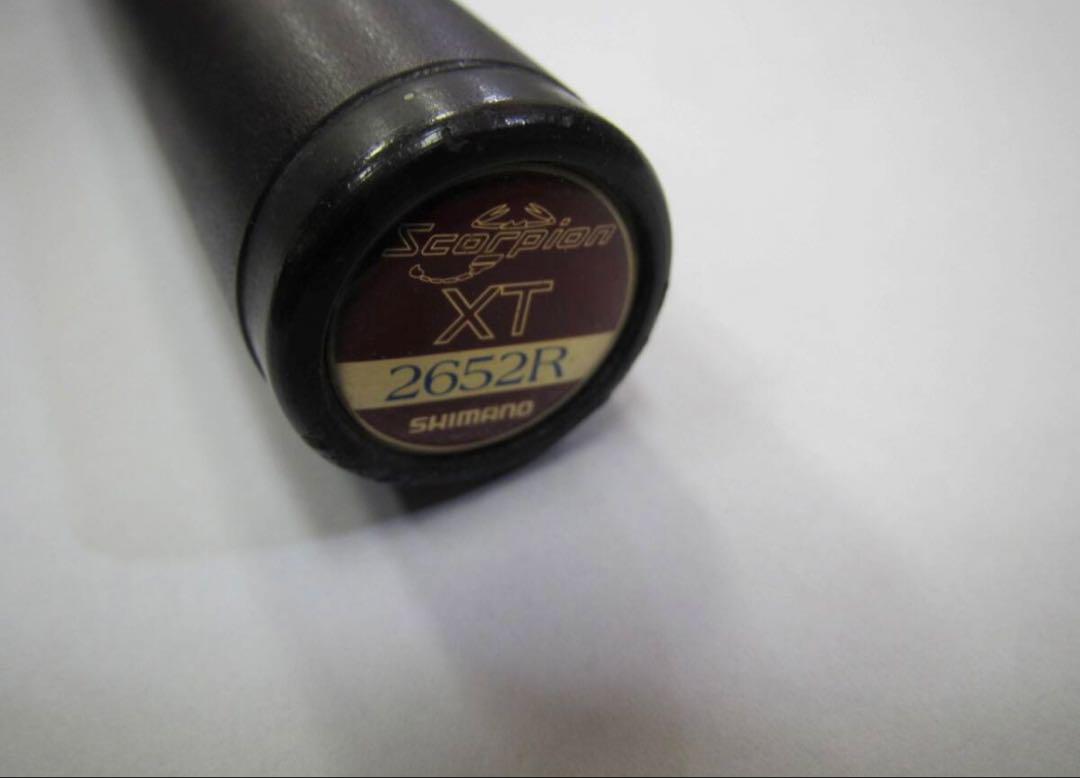 Scorpion
XT
2652R
SHIMANO